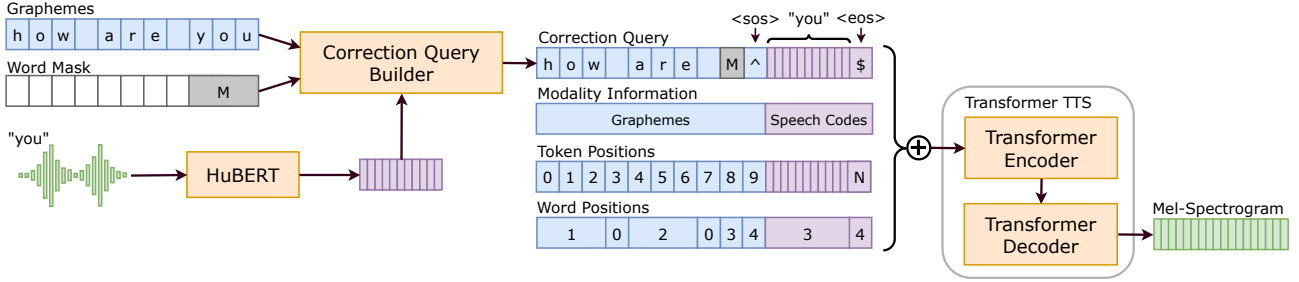 Graphemes
h o w a r e y o u
Word Mask
M
"you"
HuBERT
Correction Query
Builder
<sos> "you" <eos>
Correction Query
h o w a r e M ^ $
Modality Information
Graphemes Speech Codes
Token Positions
0 1 2 3 4 5 6 7 8 9 N
Word Positions
1 0 2 0 3 4 3 4
+
Transformer TTS
Transformer
Encoder
Transformer
Decoder
Mel-Spectrogram